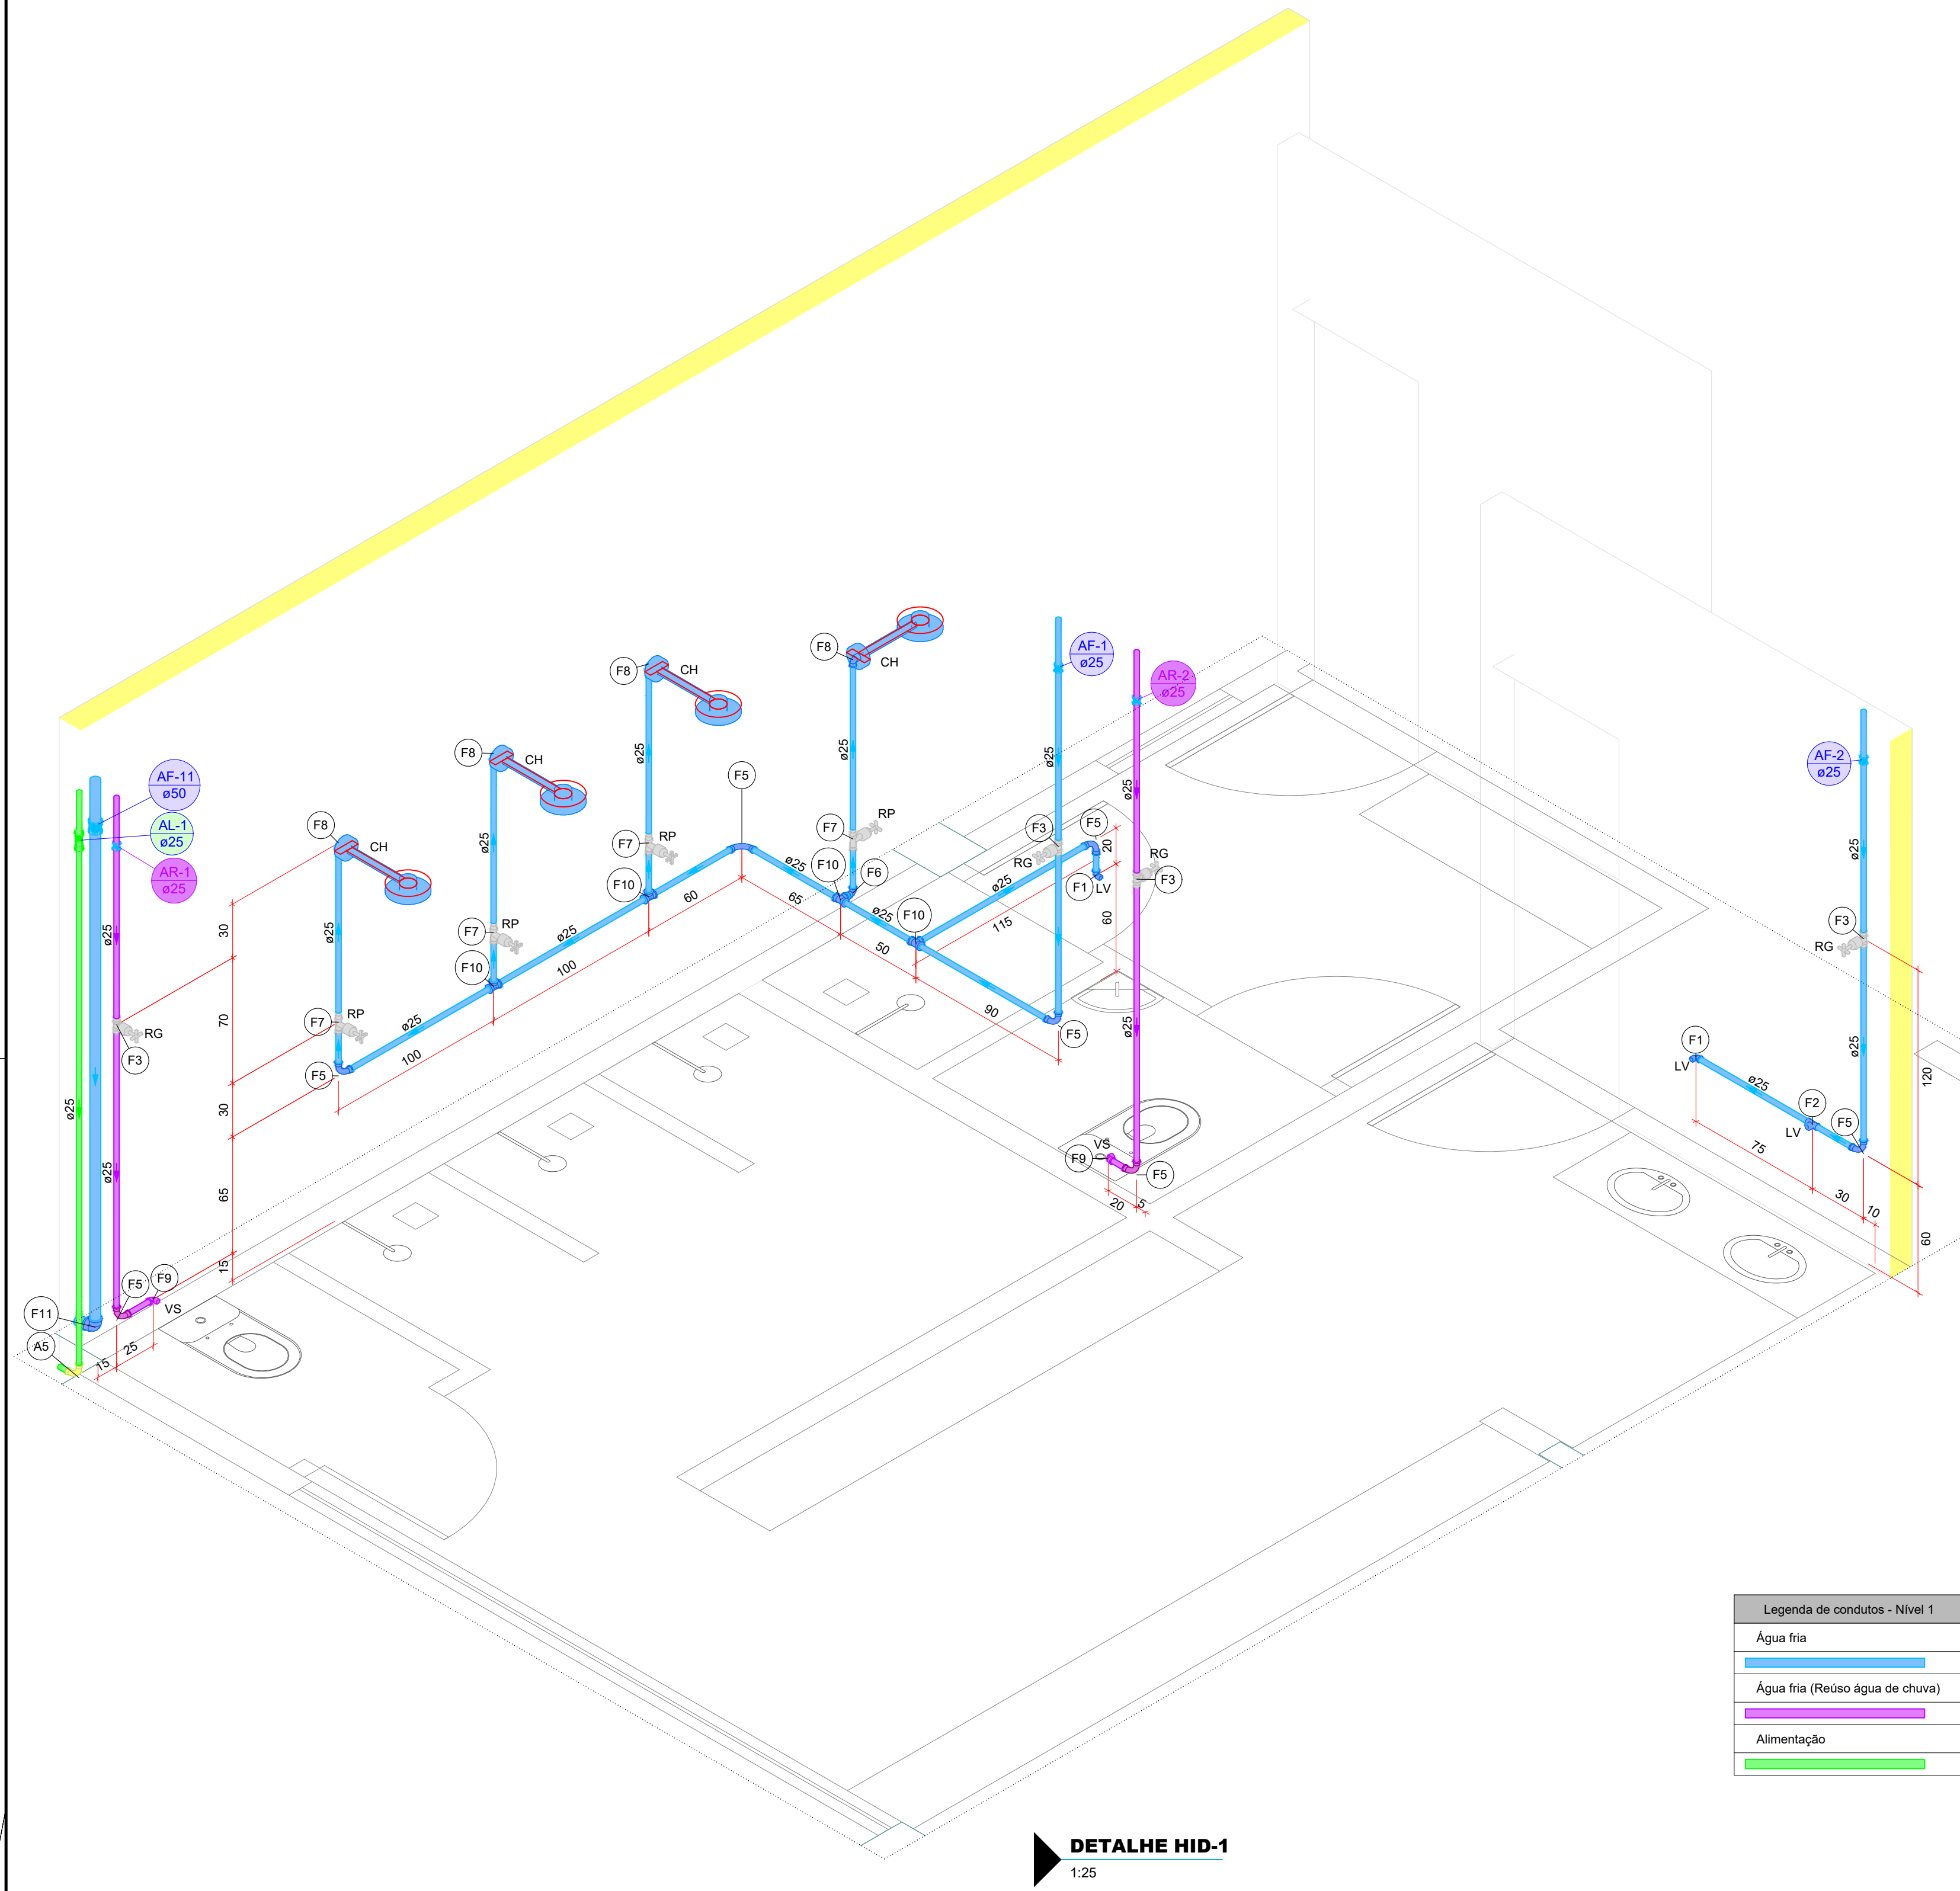 F8
CH
AF-1
ø25
F8
CH
AR-2
ø25
F8
CH
ø25
ø25
ø25
AF-2
ø25
AF-11
ø50
F5
ø25
AL-1
ø25
F8
CH
ø25
F7
RP
F7
RP
F3
RG
F5
20
RG
F3
AR-1
ø25
ø25
F10
F6
ø25
F1
LV
F10
60
65
ø25
ø25
F10
115
60
ø25
30
ø25
ø25
F7
RP
ø25
50
F3
RG
F10
100
90
ø25
F5
70
RG
F3
F7
RP
ø25
100
F5
F1
LV
ø25
ø25
120
ø25
30
F2
LV
F5
VS
F9
F5
20
5
ø25
65
75
30
10
60
15
F5
F9
VS
F11
A5
15
25
Legenda de condutos - Nível 1
Água fria
Água fria (Reúso água de chuva)
Alimentação
DETALHE HID-1
1:25